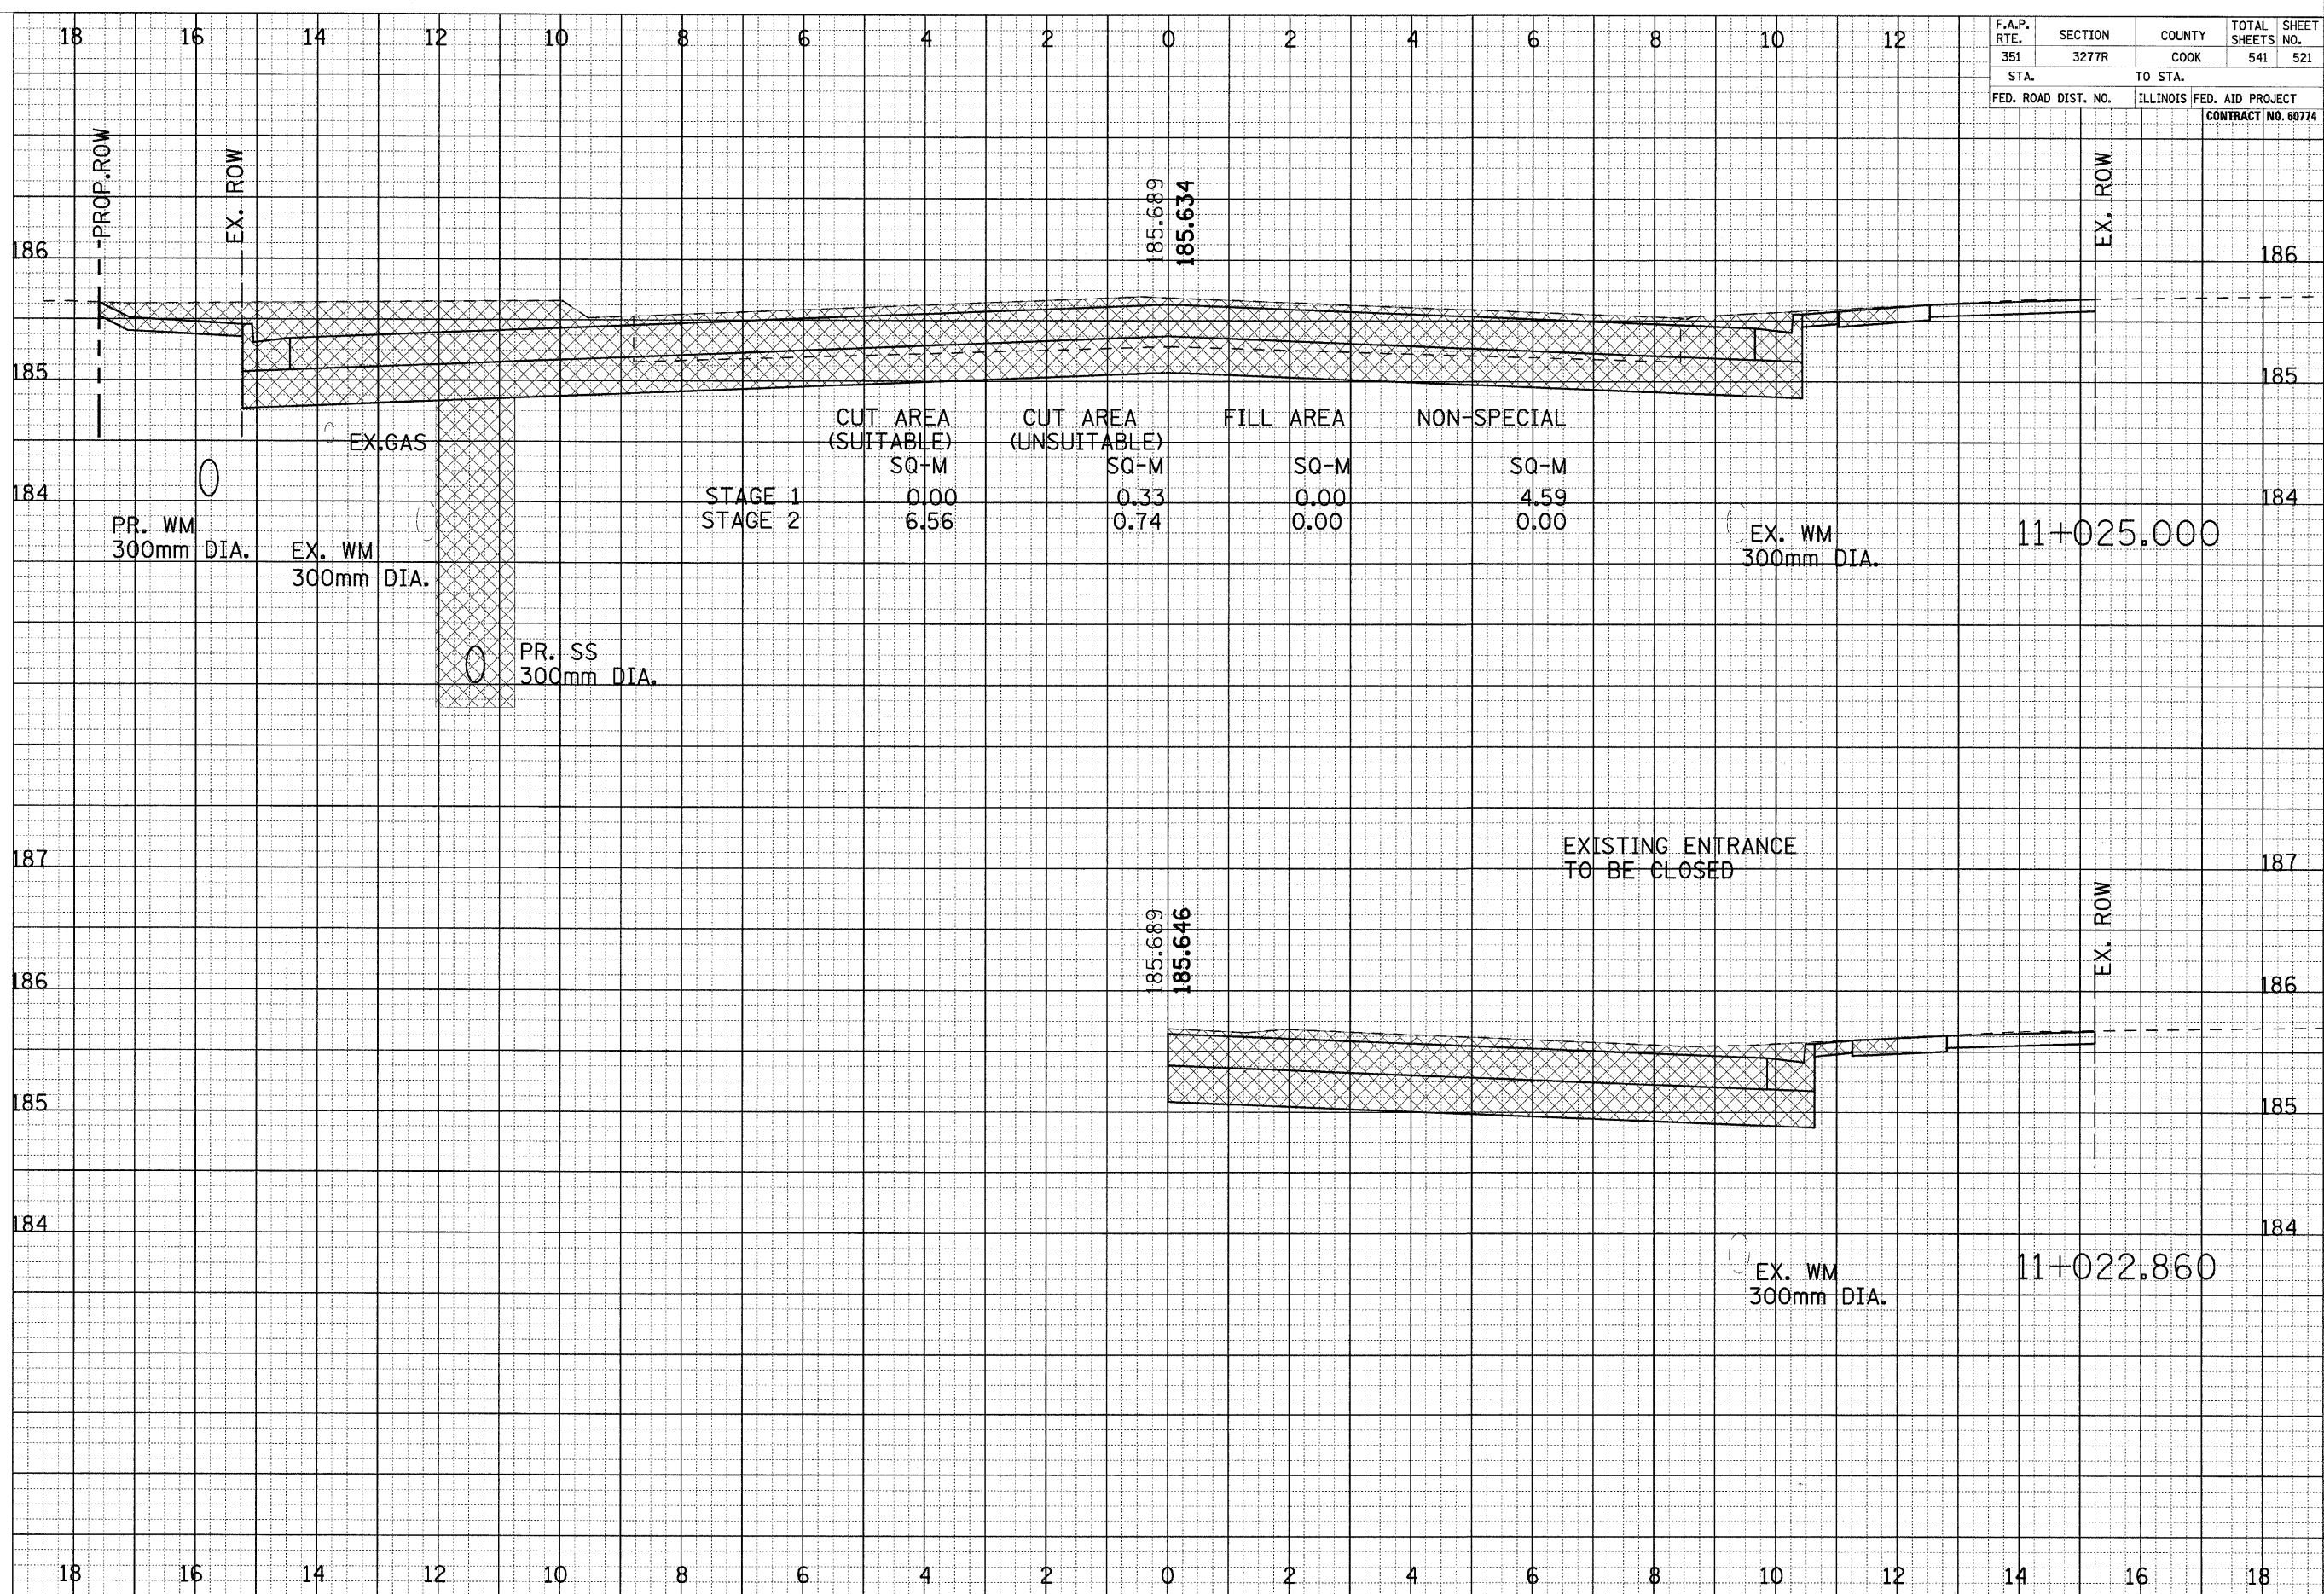 18 16 14 12 10 8 6 4 2 0 2 4 6 8 10 12
F.A.P. RTE. SECTION COUNTY TOTAL SHEETS SHEET NO.
351 3277R COOK 541 521
STA. TO STA.
FED. ROAD DIST. NO. ILLINOIS FED. AID PROJECT
CONTRACT NO. 60774
PROP.ROW
EX. ROW
185.689
185.634
EX. ROW
186 186
185 185
CUT AREA CUT AREA FILL AREA NON-SPECIAL
(SUITABLE) (UNSUITABLE)
SQ-M SQ-M SQ-M SQ-M
STAGE 1 0.00 0.33 0.00 4.59
STAGE 2 6.56 0.74 0.00 0.00
EX.GAS
184 184
PR. WM
300mm DIA.
EX. WM
300mm DIA.
EX. WM
300mm DIA.
11+025.000
PR. SS
300mm DIA.
EXISTING ENTRANCE
TO BE CLOSED
187 187
185.689
185.646
EX. ROW
186 186
185 185
184 184
EX. WM
300mm DIA.
11+022.860
18 16 14 12 10 8 6 4 2 0 2 4 6 8 10 12 14 16 18